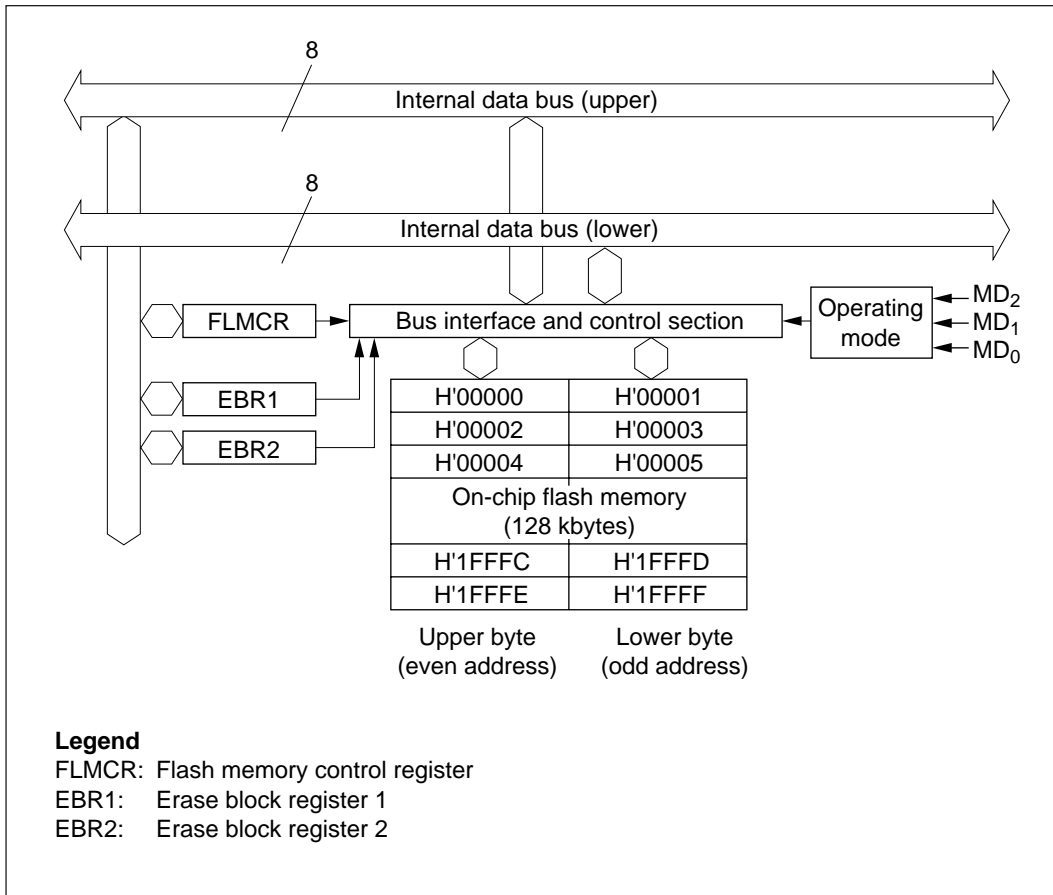 8
Internal data bus (upper)
8
Internal data bus (lower)
FLMCR
Bus interface and control section
Operating
mode
MD2
MD1
MD0
EBR1
EBR2
H'00000 H'00001
H'00002 H'00003
H'00004 H'00005
On-chip flash memory
(128 kbytes)
H'1FFFC H'1FFFD
H'1FFFE H'1FFFF
Upper byte Lower byte
(even address) (odd address)
Legend
FLMCR: Flash memory control register
EBR1: Erase block register 1
EBR2: Erase block register 2